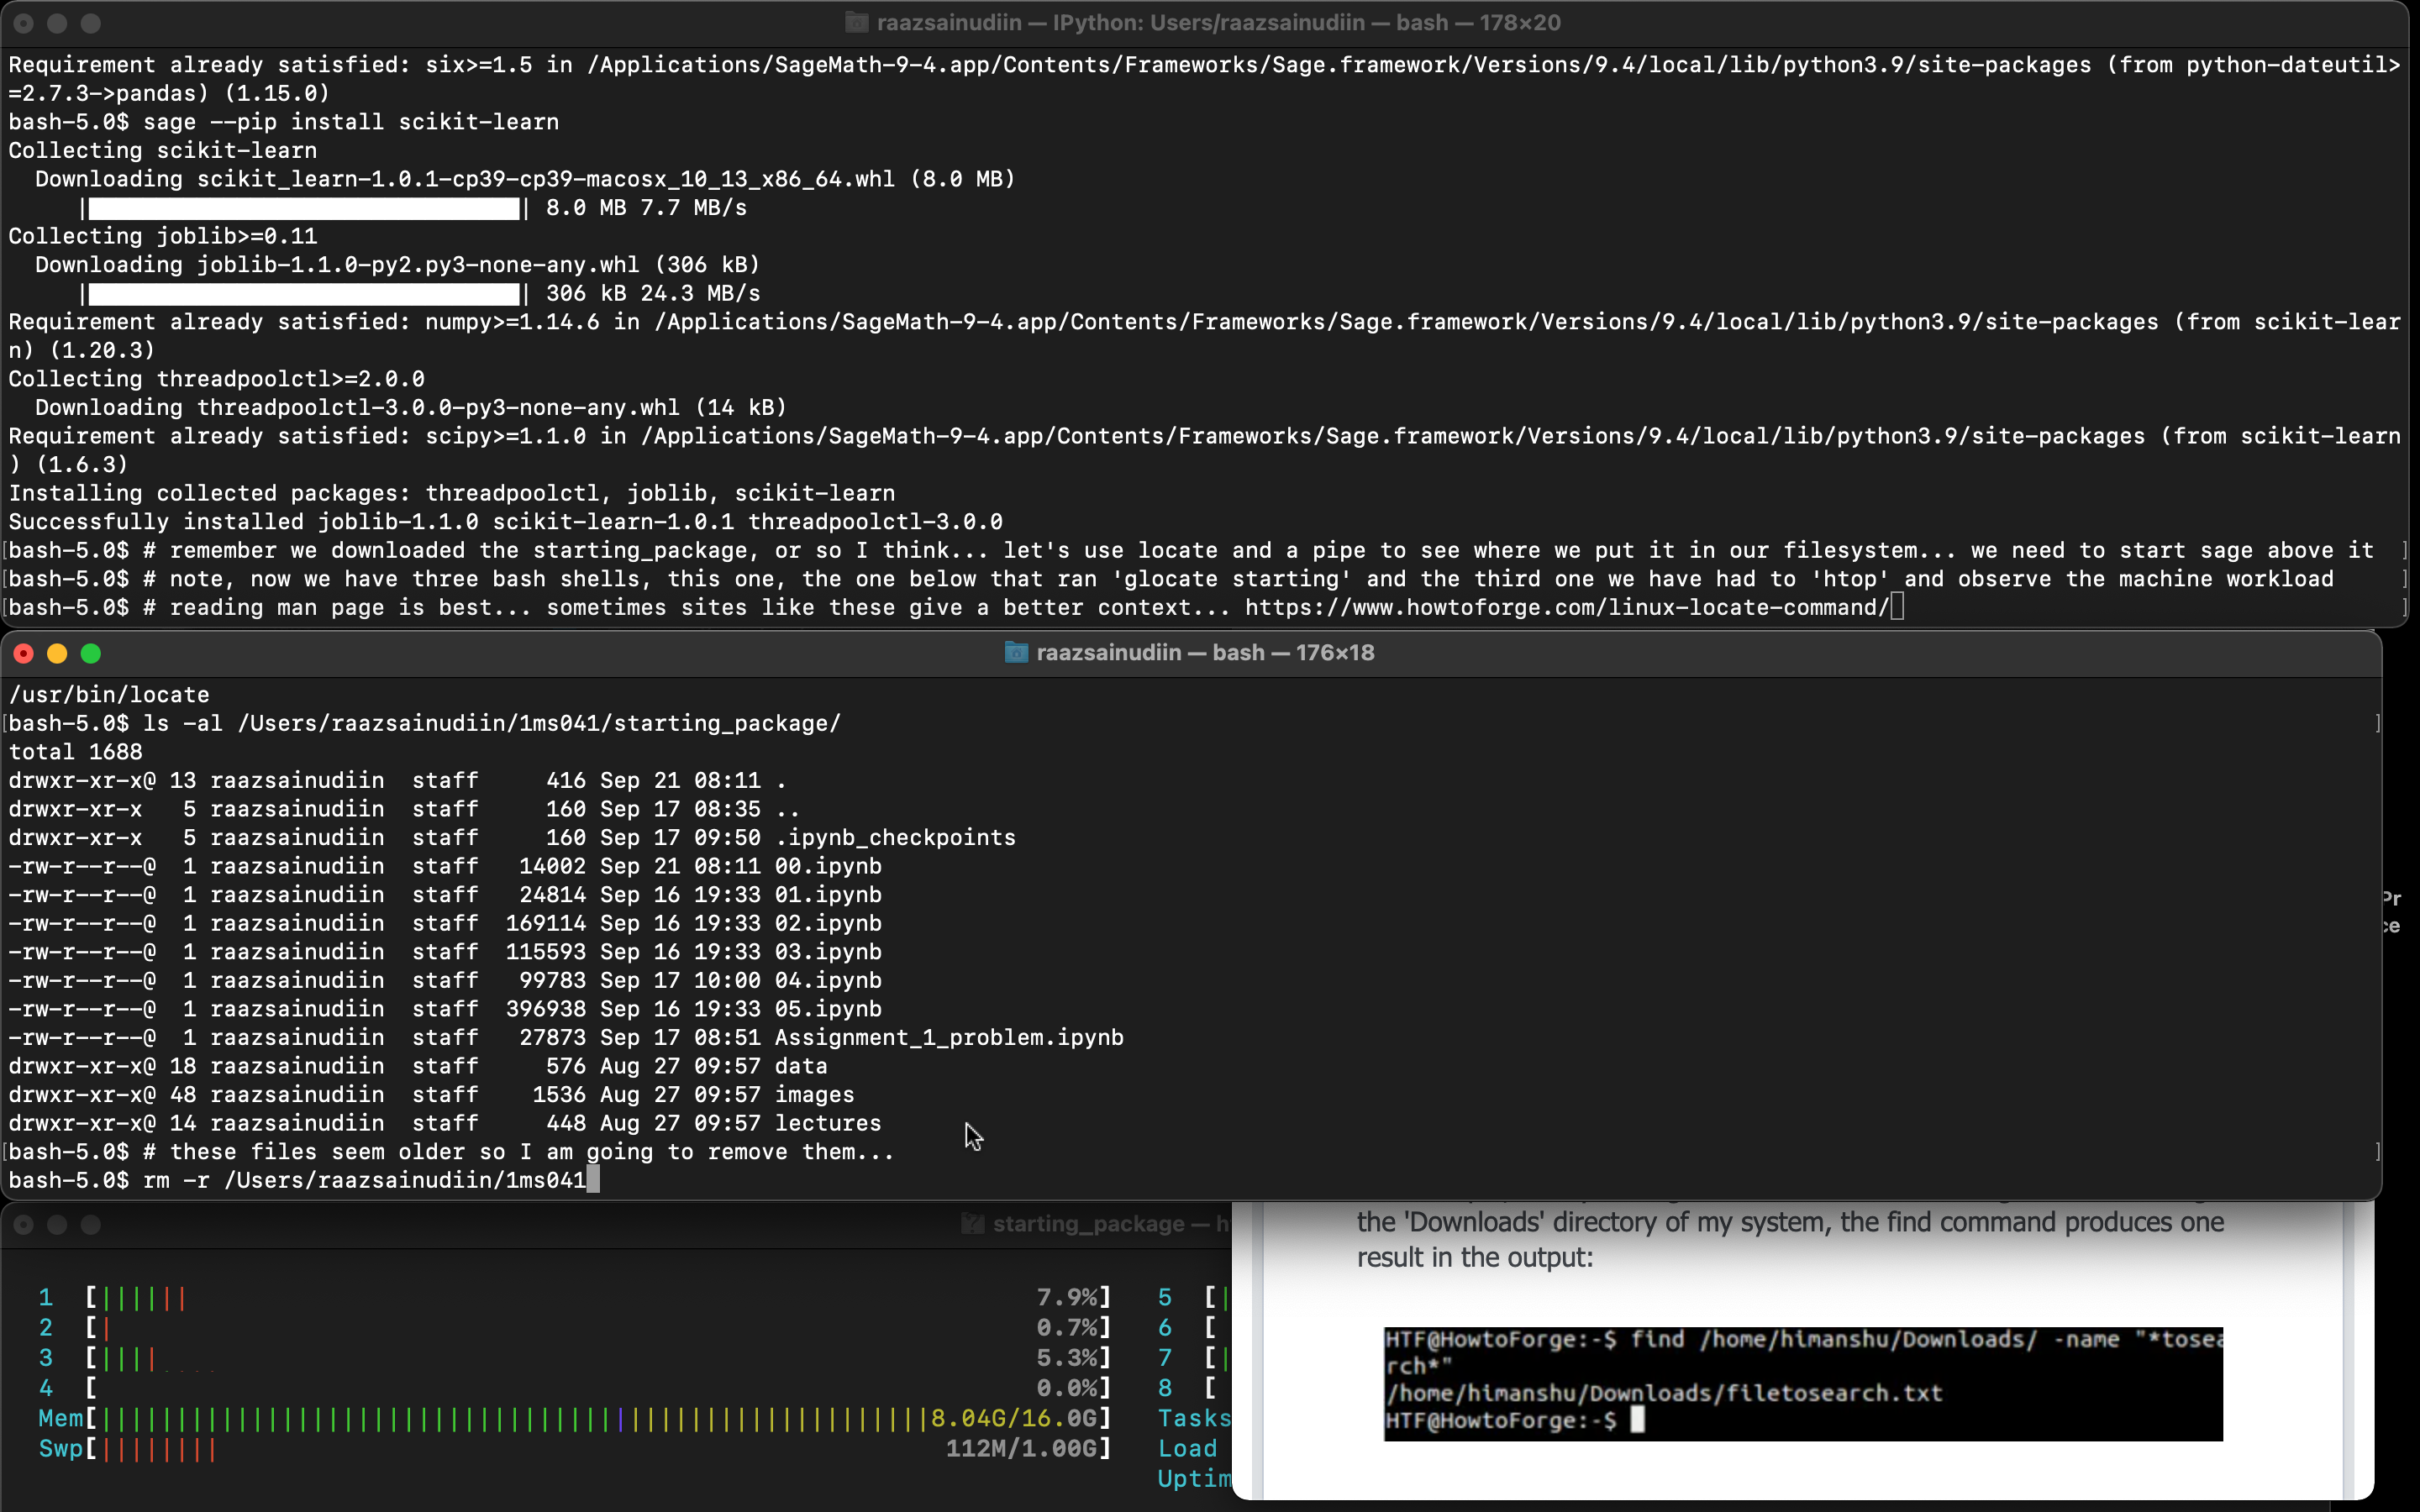 raazsainudiin — IPython: Users/raazsainudiin — bash — 178×20
Requirement already satisfied: six>=1.5 in /Applications/SageMath-9-4.app/Contents/Frameworks/Sage.framework/Versions/9.4/local/lib/python3.9/site-packages (from python-dateutil>
=2.7.3->pandas) (1.15.0)
bash-5.0$ sage --pip install scikit-learn
Collecting scikit-learn
  Downloading scikit_learn-1.0.1-cp39-cp39-macosx_10_13_x86_64.whl (8.0 MB)
| | 8.0 MB 7.7 MB/s
Collecting joblib>=0.11
  Downloading joblib-1.1.0-py2.py3-none-any.whl (306 kB)
| | 306 kB 24.3 MB/s
Requirement already satisfied: numpy>=1.14.6 in /Applications/SageMath-9-4.app/Contents/Frameworks/Sage.framework/Versions/9.4/local/lib/python3.9/site-packages (from scikit-lear
n) (1.20.3)
Collecting threadpoolctl>=2.0.0
  Downloading threadpoolctl-3.0.0-py3-none-any.whl (14 kB)
Requirement already satisfied: scipy>=1.1.0 in /Applications/SageMath-9-4.app/Contents/Frameworks/Sage.framework/Versions/9.4/local/lib/python3.9/site-packages (from scikit-learn
) (1.6.3)
Installing collected packages: threadpoolctl, joblib, scikit-learn
Successfully installed joblib-1.1.0 scikit-learn-1.0.1 threadpoolctl-3.0.0
[bash-5.0$ # remember we downloaded the starting_package, or so I think... let's use locate and a pipe to see where we put it in our filesystem... we need to start sage above it ]
[bash-5.0$ # note, now we have three bash shells, this one, the one below that ran 'glocate starting' and the third one we have had to 'htop' and observe the machine workload ]
[bash-5.0$ # reading man page is best... sometimes sites like these give a better context... https://www.howtoforge.com/linux-locate-command/ ]
raazsainudiin — bash — 176×18
/usr/bin/locate
[bash-5.0$ ls -al /Users/raazsainudiin/1ms041/starting_package/ ]
total 1688
drwxr-xr-x@ 13 raazsainudiin  staff     416 Sep 21 08:11 .
drwxr-xr-x   5 raazsainudiin  staff     160 Sep 17 08:35 ..
drwxr-xr-x   5 raazsainudiin  staff     160 Sep 17 09:50 .ipynb_checkpoints
-rw-r--r--@  1 raazsainudiin  staff   14002 Sep 21 08:11 00.ipynb
-rw-r--r--@  1 raazsainudiin  staff   24814 Sep 16 19:33 01.ipynb
-rw-r--r--@  1 raazsainudiin  staff  169114 Sep 16 19:33 02.ipynb
-rw-r--r--@  1 raazsainudiin  staff  115593 Sep 16 19:33 03.ipynb
-rw-r--r--@  1 raazsainudiin  staff   99783 Sep 17 10:00 04.ipynb
-rw-r--r--@  1 raazsainudiin  staff  396938 Sep 16 19:33 05.ipynb
-rw-r--r--@  1 raazsainudiin  staff   27873 Sep 17 08:51 Assignment_1_problem.ipynb
drwxr-xr-x@ 18 raazsainudiin  staff     576 Aug 27 09:57 data
drwxr-xr-x@ 48 raazsainudiin  staff    1536 Aug 27 09:57 images
drwxr-xr-x@ 14 raazsainudiin  staff     448 Aug 27 09:57 lectures
[bash-5.0$ # these files seem older so I am going to remove them... ]
bash-5.0$ rm -r /Users/raazsainudiin/1ms041
Pr
ce
starting_package — h
1 [|||||| 7.9%] 5 [|
2 [| 0.7%] 6 [
3 [|||| 5.3%] 7 [|
4 [ 0.0%] 8 [
Mem[||||||||||||||||||||||||||||||||||||||||||||||||||||||| 8.04G/16.0G] Tasks
Swp[|||||||| 112M/1.00G] Load
Uptim
the 'Downloads' directory of my system, the find command produces one
result in the output:
HTF@HowtoForge:~$ find /home/himanshu/Downloads/ -name "*tosea
rch*"
/home/himanshu/Downloads/filetosearch.txt
HTF@HowtoForge:~$